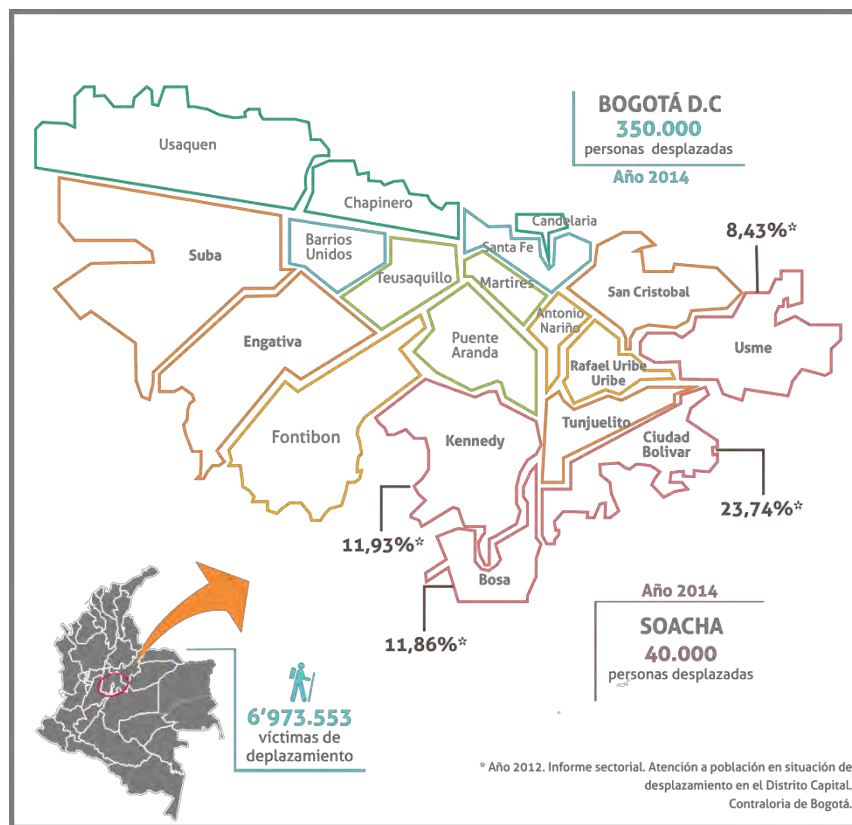 BOGOTÁ D.C
350.000
personas desplazadas
Año 2014
Usaquen
Chapinero
Candelaria
Santa Fe
8,43%*
Barrios
Unidos
Suba
Teusaquillo
Martires
San Cristobal
Antonio
Nariño
Engativa
Puente
Aranda
Usme
Rafael Uribe
Uribe
Fontibon
Kennedy
Tunjuelito
Ciudad
Bolivar
23,74%*
11,93%*
Bosa
11,86%*
Año 2014
SOACHA
40.000
personas desplazadas
6'973.553
víctimas de
deplazamiento
* Año 2012. Informe sectorial. Atención a población en situación de
desplazamiento en el Distrito Capital.
Contraloria de Bogotá.